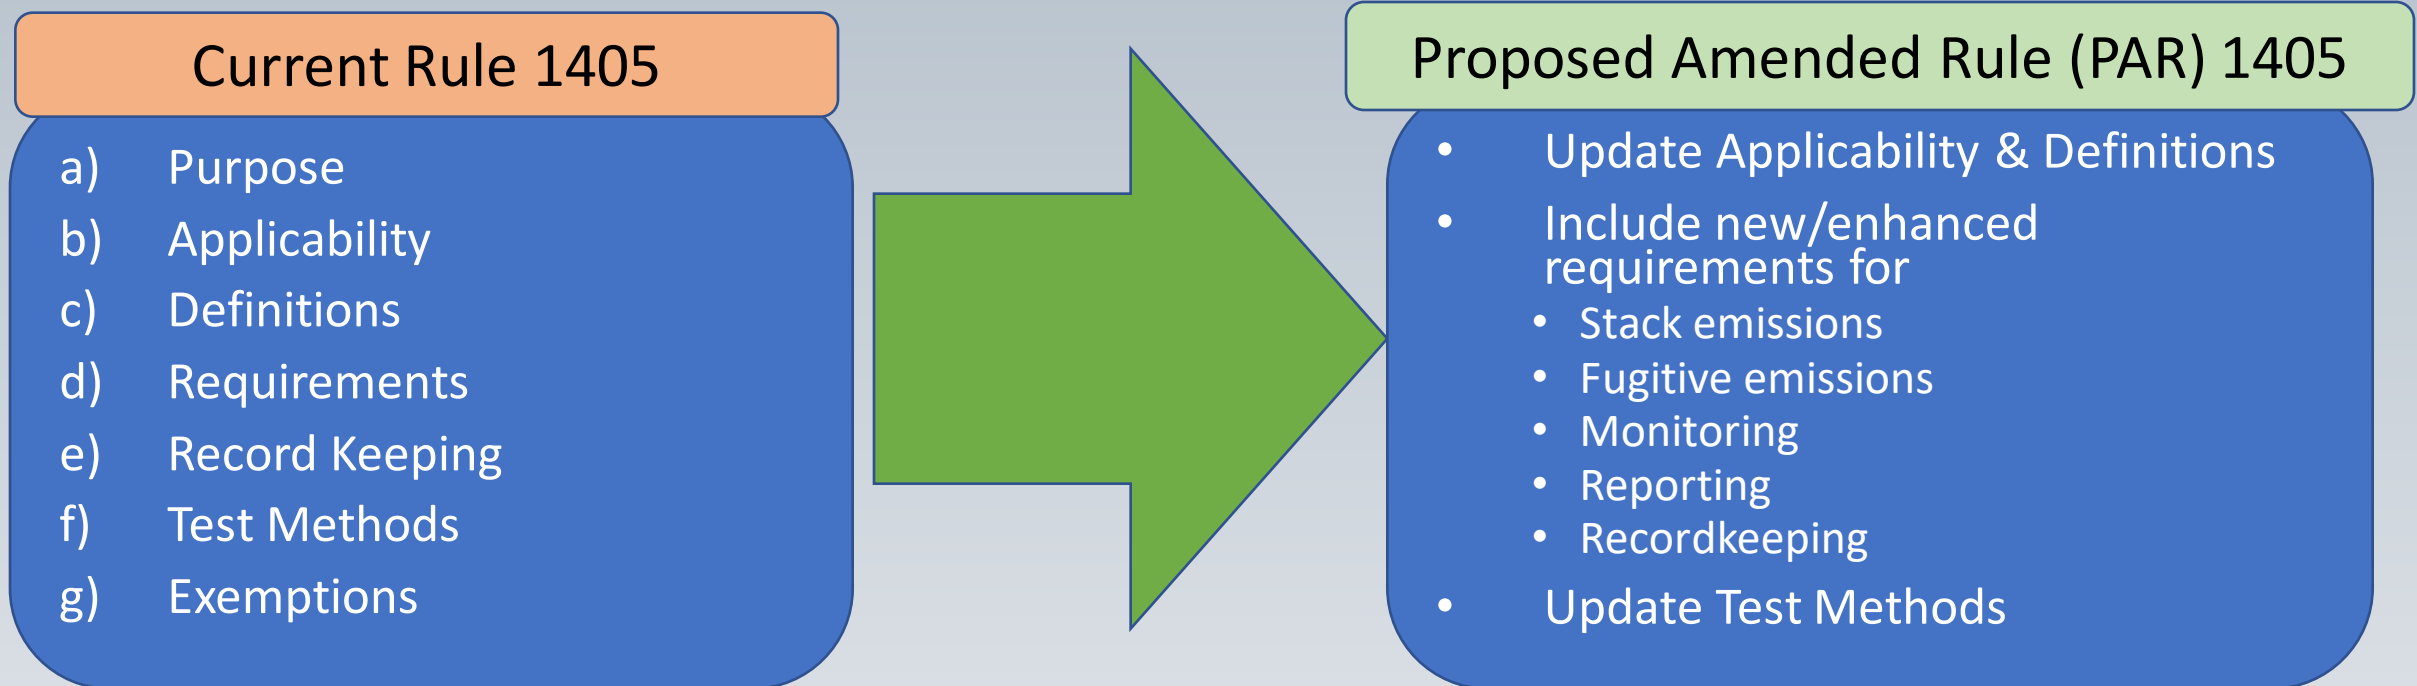 Current Rule 1405
a) Purpose
b) Applicability
c) Definitions
d) Requirements
e) Record Keeping
f) Test Methods
g) Exemptions
Proposed Amended Rule (PAR) 1405
• Update Applicability & Definitions
• Include new/enhanced
requirements for
• Stack emissions
• Fugitive emissions
• Monitoring
• Reporting
• Recordkeeping
• Update Test Methods